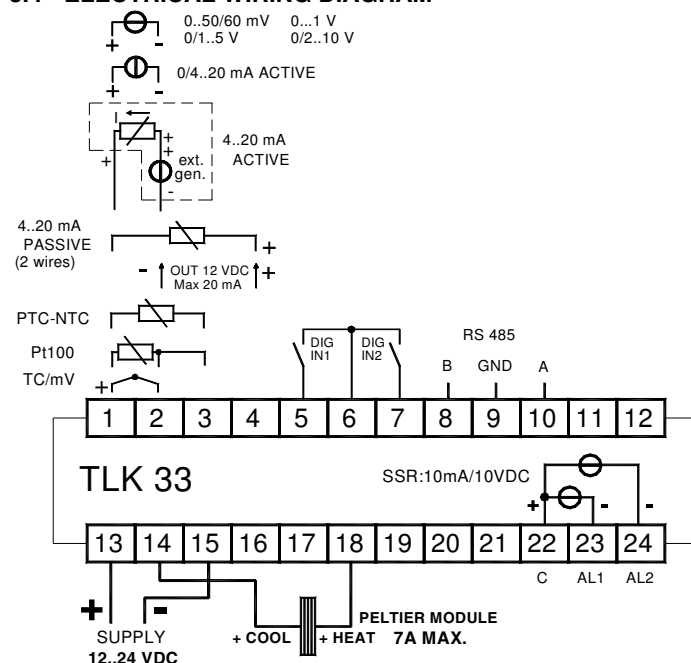 0..50/60 mV 0...1 V
0/1..5 V 0/2..10 V
+ -
0/4..20 mA ACTIVE
+ -
I
+
+
+
4..20 mA
ACTIVE
ext.
gen.
-
4..20 mA
PASSIVE
(2 wires)
+
- OUT 12 VDC +
Max 20 mA
PTC-NTC
Pt100
TC/mV
+
DIG
IN1
DIG
IN2
RS 485
B GND A
1 2 3 4 5 6 7 8 9 10 11 12
TLK 33
SSR:10mA/10VDC
+ - -
13 14 15 16 17 18 19 20 21 22 23 24
C AL1 AL2
+ -
SUPPLY
12..24 VDC
+ COOL + HEAT
PELTIER MODULE
7A MAX.